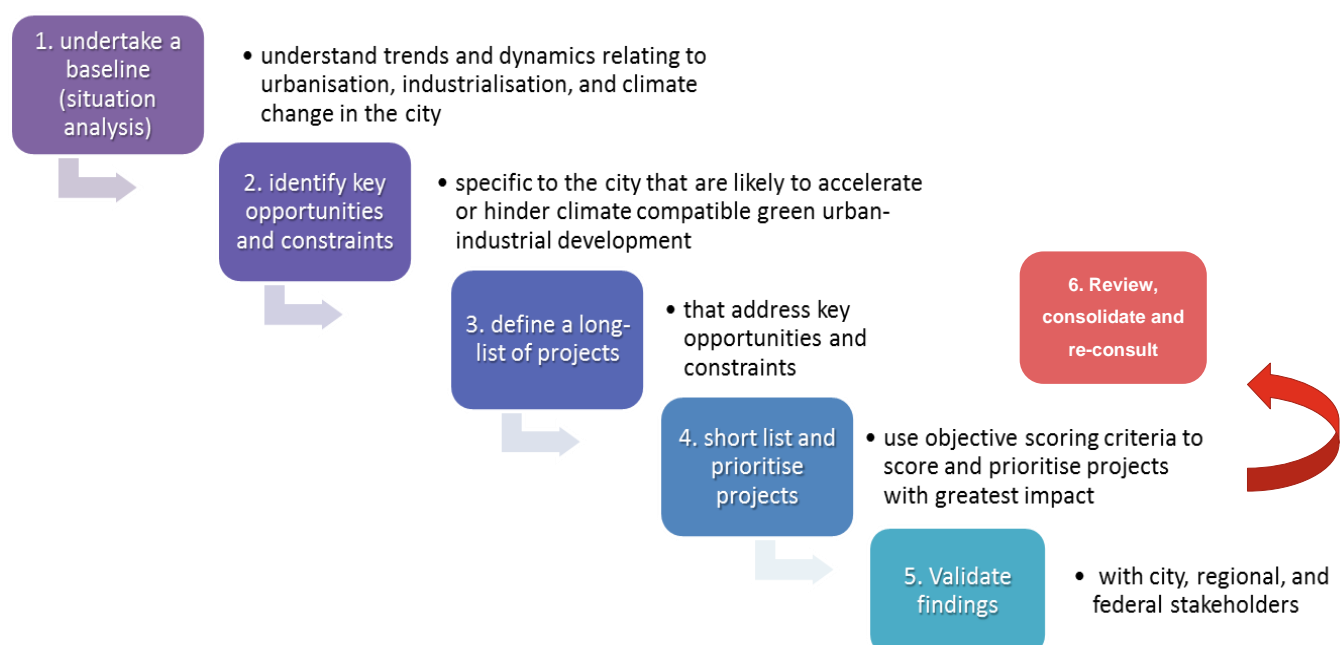 1. undertake a
baseline
(situation
analysis)
• understand trends and dynamics relating to
urbanisation, industrialisation, and climate
change in the city
2. identify key
opportunities
and constraints
• specific to the city that are likely to accelerate
or hinder climate compatible green urban-
industrial development
3. define a long-
list of projects
• that address key
opportunities and
constraints
4. short list and
prioritise
projects
• use objective scoring criteria to
score and prioritise projects
with greatest impact
5. Validate
findings
• with city, regional, and
federal stakeholders
6. Review,
consolidate and
re-consult